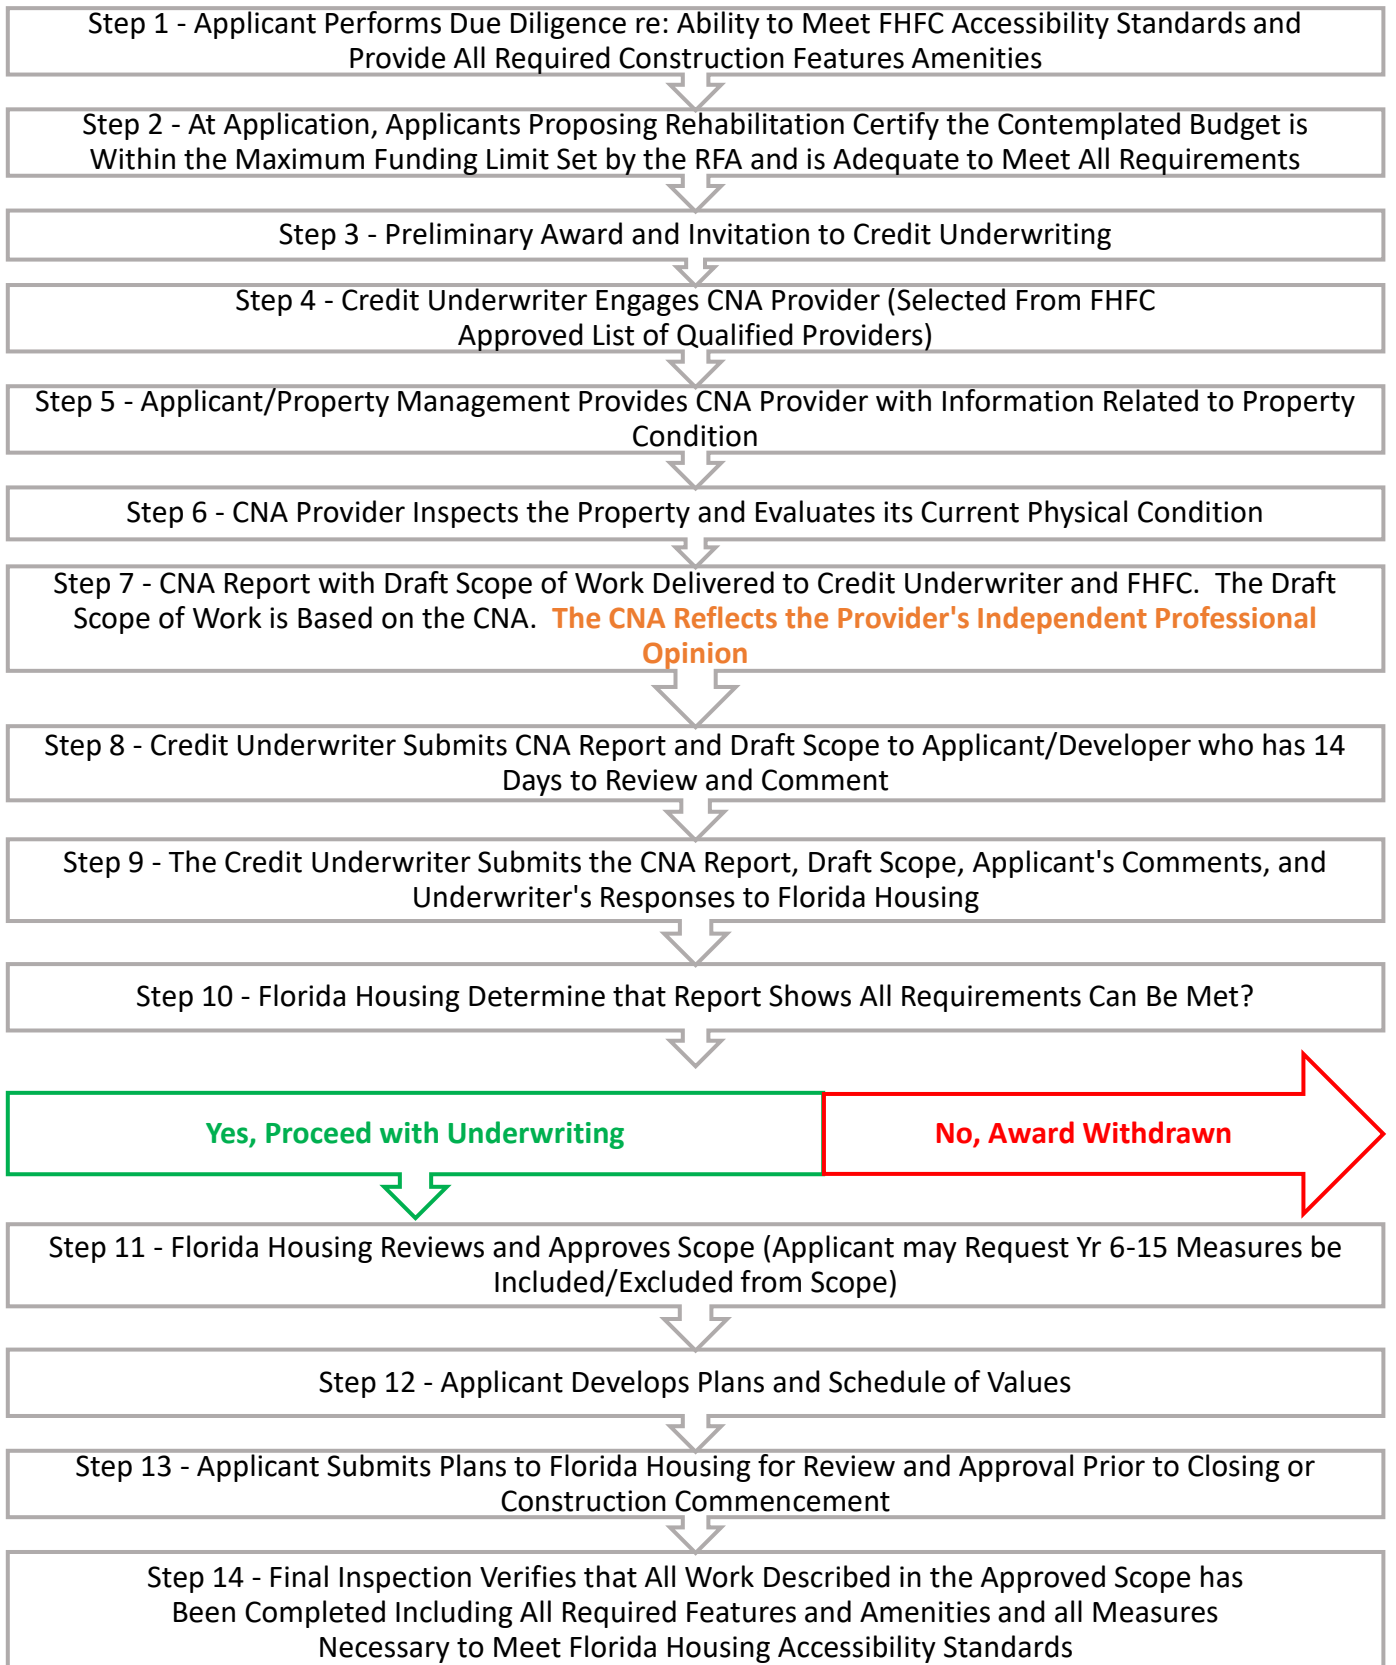 Step 1 - Applicant Performs Due Diligence re: Ability to Meet FHFC Accessibility Standards and
Provide All Required Construction Features Amenities
Step 2 - At Application, Applicants Proposing Rehabilitation Certify the Contemplated Budget is
Within the Maximum Funding Limit Set by the RFA and is Adequate to Meet All Requirements
Step 3 - Preliminary Award and Invitation to Credit Underwriting
Step 4 - Credit Underwriter Engages CNA Provider (Selected From FHFC
Approved List of Qualified Providers)
Step 5 - Applicant/Property Management Provides CNA Provider with Information Related to Property
Condition
Step 6 - CNA Provider Inspects the Property and Evaluates its Current Physical Condition
Step 7 - CNA Report with Draft Scope of Work Delivered to Credit Underwriter and FHFC.  The Draft
Scope of Work is Based on the CNA.  The CNA Reflects the Provider's Independent Professional
Opinion
Step 8 - Credit Underwriter Submits CNA Report and Draft Scope to Applicant/Developer who has 14
Days to Review and Comment
Step 9 - The Credit Underwriter Submits the CNA Report, Draft Scope, Applicant's Comments, and
Underwriter's Responses to Florida Housing
Step 10 - Florida Housing Determine that Report Shows All Requirements Can Be Met?
Yes, Proceed with Underwriting
No, Award Withdrawn
Step 11 - Florida Housing Reviews and Approves Scope (Applicant may Request Yr 6-15 Measures be
Included/Excluded from Scope)
Step 12 - Applicant Develops Plans and Schedule of Values
Step 13 - Applicant Submits Plans to Florida Housing for Review and Approval Prior to Closing or
Construction Commencement
Step 14 - Final Inspection Verifies that All Work Described in the Approved Scope has
Been Completed Including All Required Features and Amenities and all Measures
Necessary to Meet Florida Housing Accessibility Standards